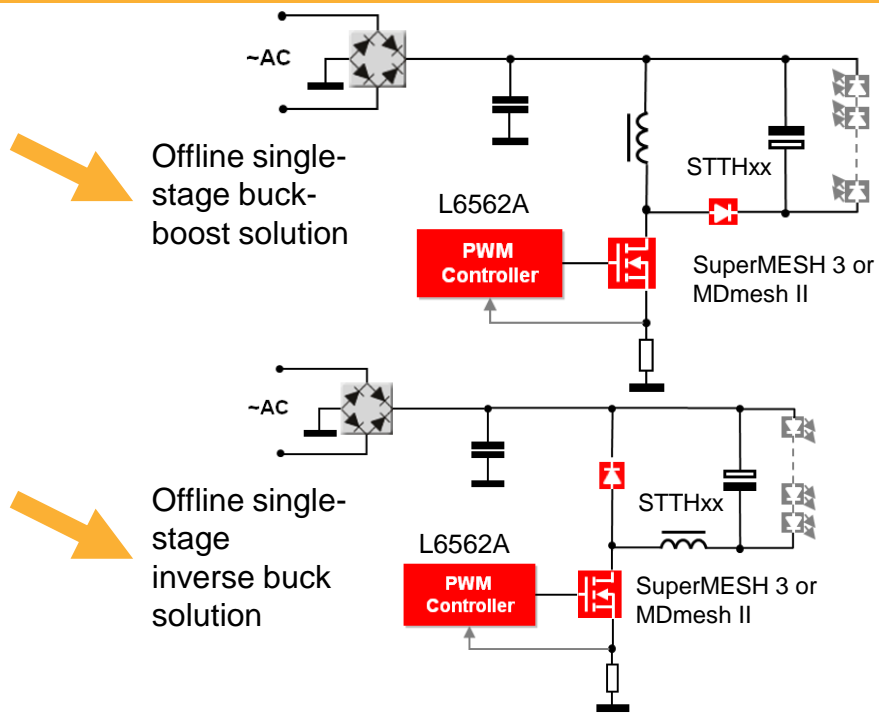 ~AC
Offline single-
stage buck-
boost solution
STTHxx
L6562A
PWM
Controller
SuperMESH 3 or
MDmesh II
~AC
Offline single-
stage
inverse buck
solution
STTHxx
L6562A
PWM
Controller
SuperMESH 3 or
MDmesh II